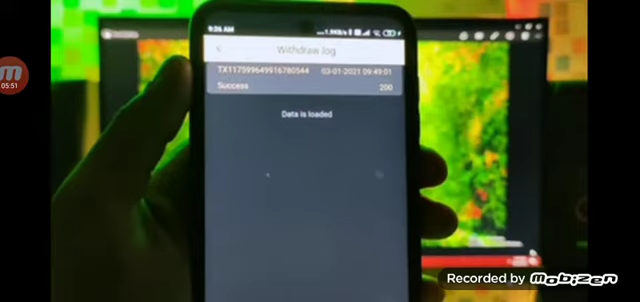 9:36 AM
Withdraw log
TX117599649916780544 03-01-2021 09:49:01
Success 200
Data is loaded
05:51
Recorded by mobizen